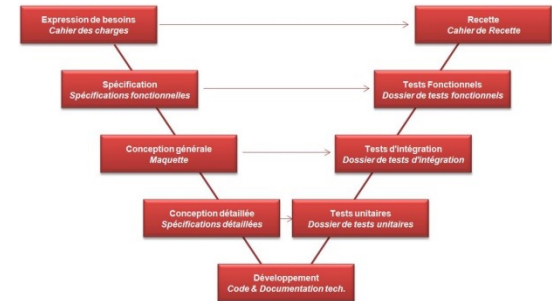 Expression de besoins
Cahier des charges
Recette
Cahier de Recette
Spécification
Spécifications fonctionnelles
Tests Fonctionnels
Dossier de tests fonctionnels
Conception générale
Maquette
Tests d'intégration
Dossier de tests d'intégration
Conception détaillée
Spécifications détaillées
Tests unitaires
Dossier de tests unitaires
Développement
Code & Documentation tech.